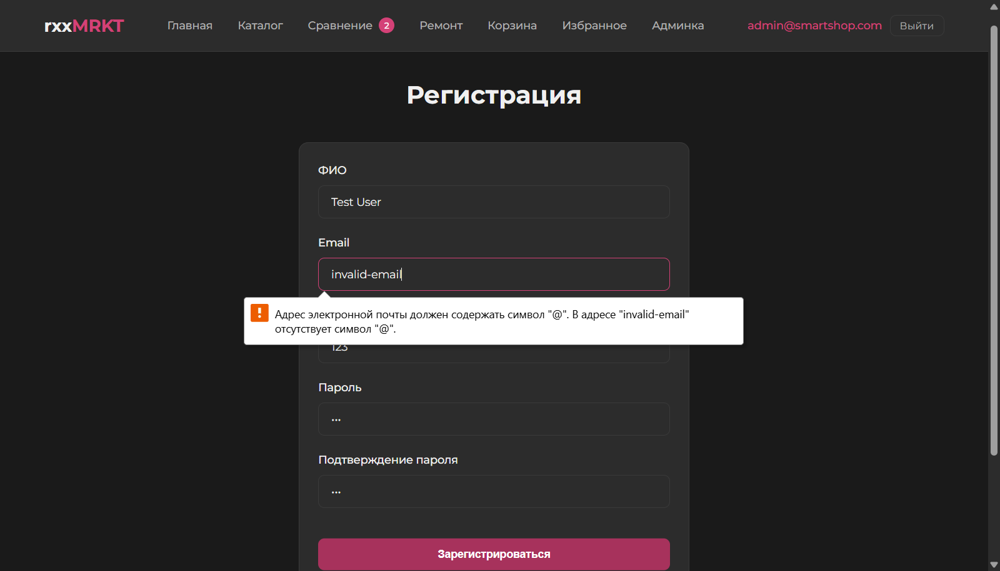 rxxMRKT Главная Каталог Сравнение 2 Ремонт Корзина Избранное Админка admin@smartshop.com Выйти
Регистрация
ФИО
Test User
Email
invalid-email
Адрес электронной почты должен содержать символ "@". В адресе "invalid-email"
отсутствует символ "@".
123
Пароль
•••
Подтверждение пароля
•••
Зарегистрироваться